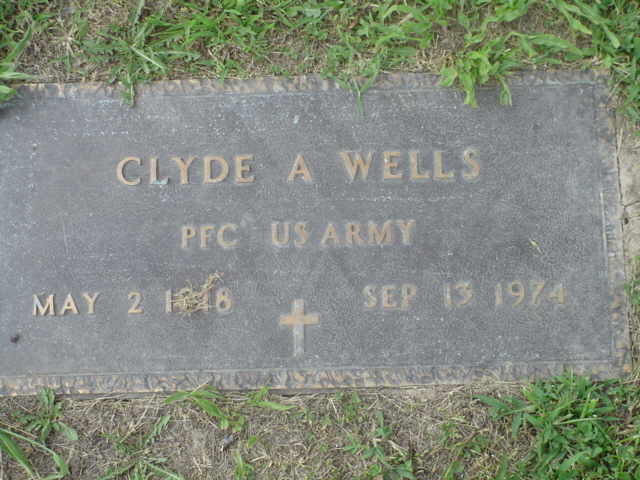 CLYDE A WELLS
PFC US ARMY
MAY 2 SEP 13 1974